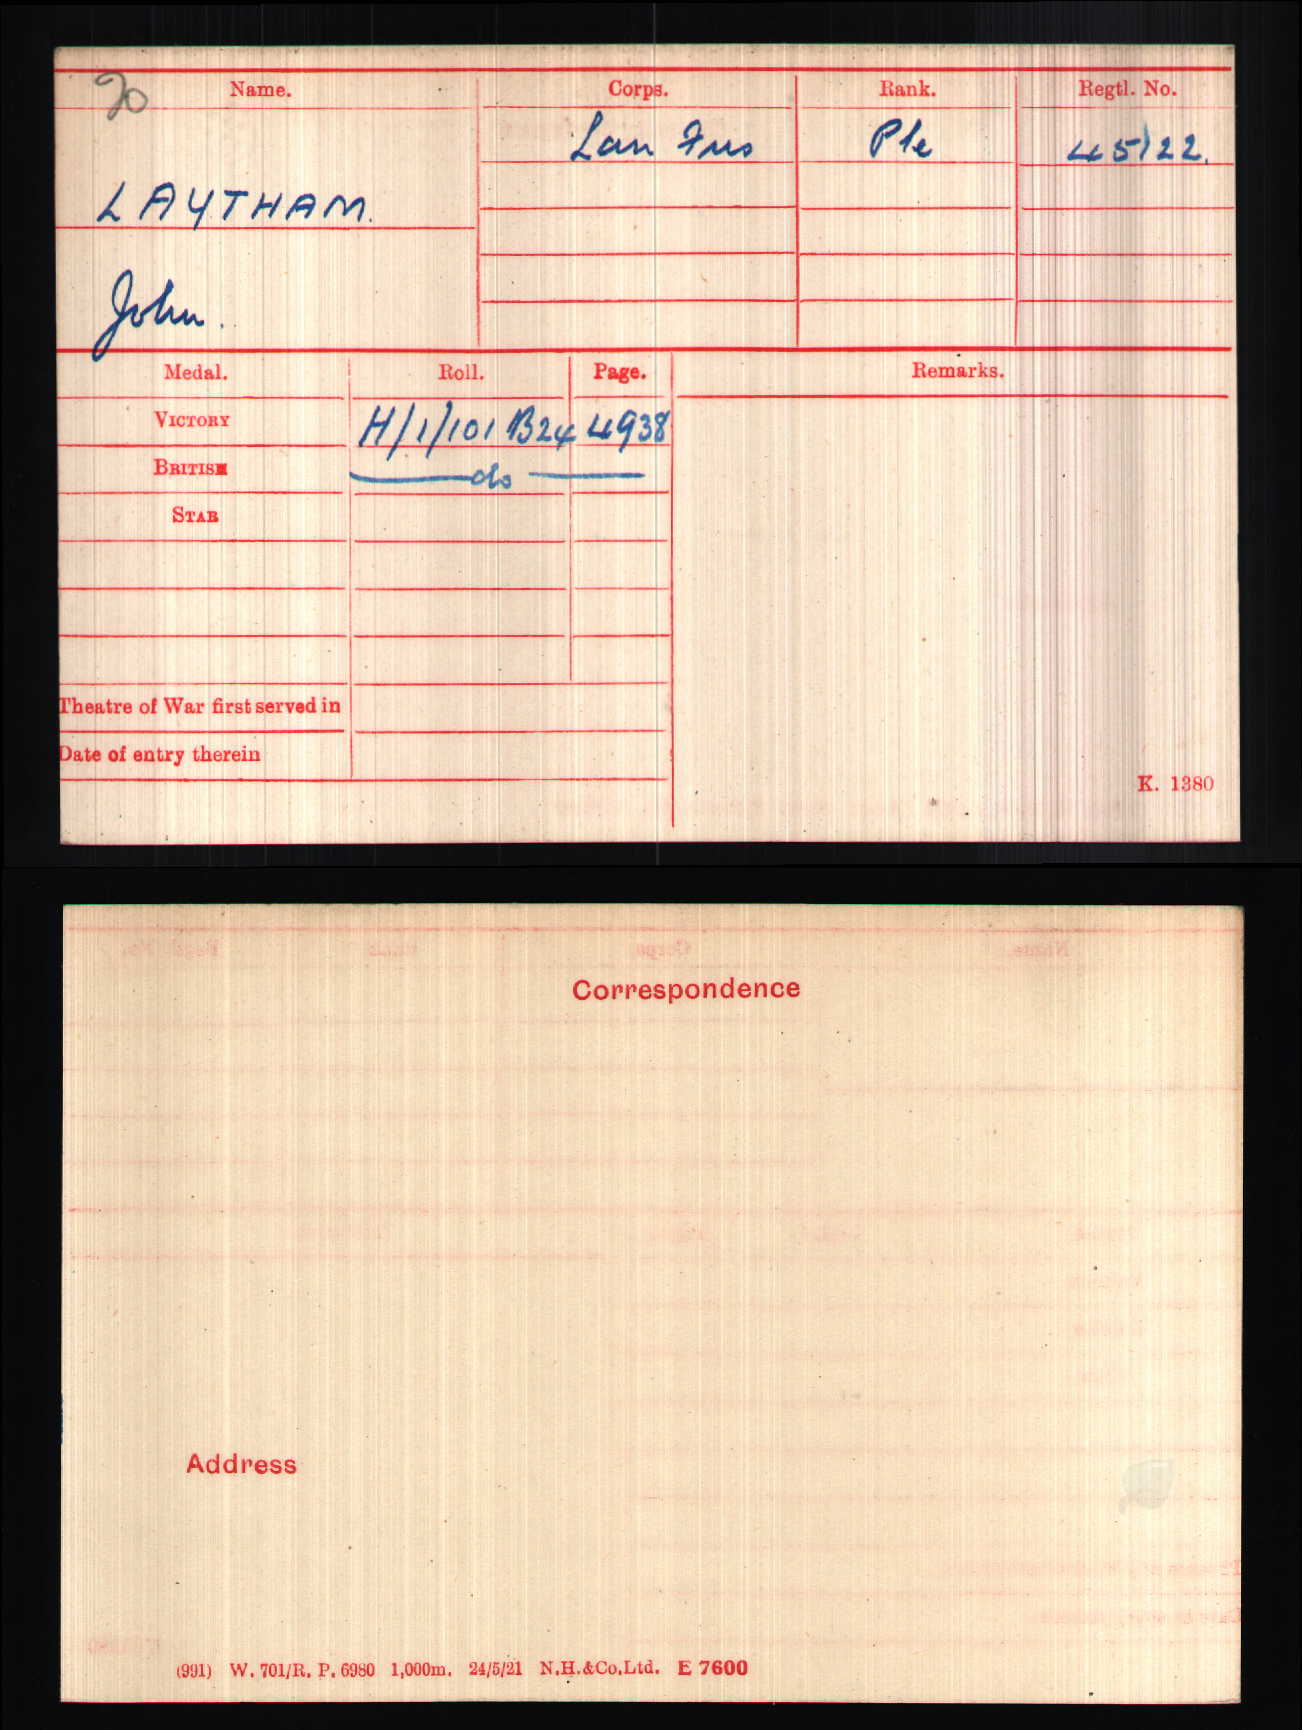 20
Name. Corps. Rank. Regtl. No.
Lan Fus Pte 45122.
LAYTHAM.
John.
Medal. Roll. Page. Remarks.
VICTORY H/1/101 B24 4938
BRITISH do
STAR
Theatre of War first served in
Date of entry therein
K. 1380
Correspondence
Address
(991) W. 701/R. P. 6980 1,000m. 24/5/21 N.H.&Co.Ltd. E 7600